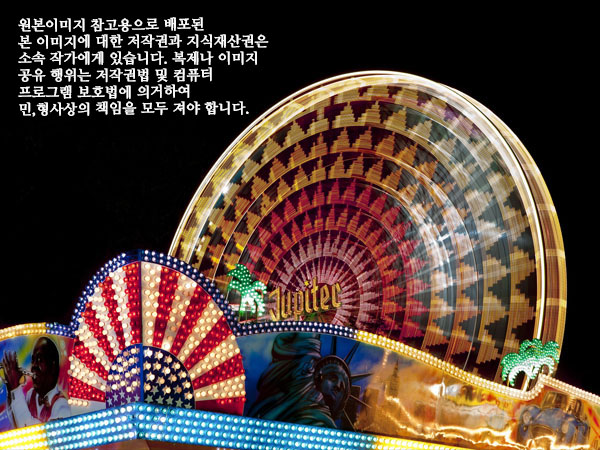 원본이미지 참고용으로 배포된
본 이미지에 대한 저작권과 지식재산권은
소속 작가에게 있습니다. 복제나 이미지
공유 행위는 저작권법 및 컴퓨터
프로그램 보호법에 의거하여
민,형사상의 책임을 모두 져야 합니다.
Jupiter